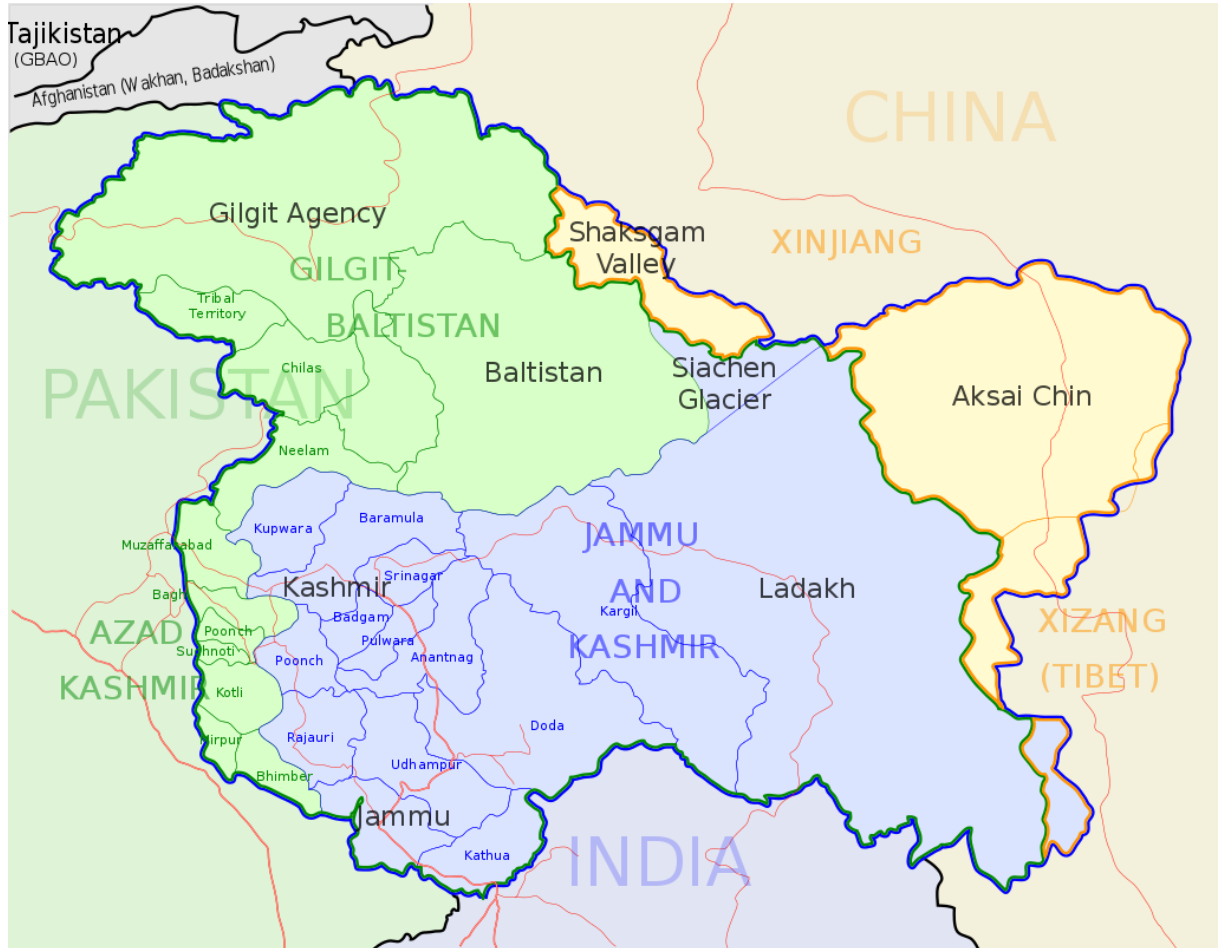 Tajikistan
(GBAO)
Afghanistan (Wakhan, Badakshan)
CHINA
Gilgit Agency
Shaksgam
Valley
XINJIANG
GILGIT-
Tribal
Territory
BALTISTAN
Chilas
Baltistan
Siachen
Glacier
PAKISTAN
Aksai Chin
Neelam
Kupwara
Baramula
JAMMU
Muzaffarabad
Kashmir
Srinagar
AND
Ladakh
Bagh
Badgam
Kargil
AZAD
Poonch
Pulwara
KASHMIR
XIZANG
Sudhnoti
Poonch
Anantnag
(TIBET)
KASHMIR
Kotli
Mirpur
Rajauri
Doda
Bhimber
Udhampur
Jammu
Kathua
INDIA